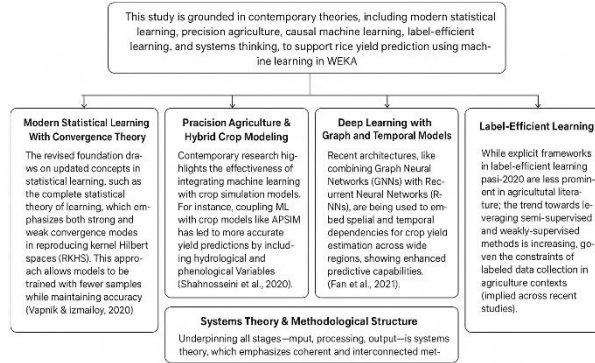 This study is grounded in contemporary theories, including modern statistical
learning, precision agriculture, causal machine learning, label-efficient
learning, and systems thinking, to support rice yield prediction using mac-
hine learning in WEKA
Modern Statistical Learning
With Convergence Theory
The revised foundation draw-
ws on updated concepts in
statistical learning, such as
the complete statistical
theory of learning, which em-
phasizes both strong and
weak convergence modes
in reproducing kernel Hilbert
spaces (RKHS). This appro-
ach allows models to be
trained with fewer samples
while maintaining accuracy
(Vapnik & izmailoy, 2020)
Pracision Agriculture &
Hybrid Crop Modeling
Contemporary research hig-
hlights the effectiveness of
integrating machine learning
with crop simulation models.
For instance, coupling ML
with crop models like APSIM
has led to more accurate
yield predictions by includ-
ing hydrological and
phenological Variables
(Shahnosseini et al., 2020).
Deep Learning with
Graph and Temporal Models
Recent architectures, like
combining Graph Neural
Networks (GNNs) with Rec-
urrent Neural Networks (R-
NNs), are being used to em-
bed spelial and temporal
dependencies for crop yield
estimation across wide
regions, showing enhanced
predictive capabilities.
(Fan et al., 2021).
Label-Efficient Learning
While explicit frameworks
in label-efficient learning
pasi-2020 are less promin-
ent in agricultutral litera-
ture; the trend towards le-
veraging semi-supervised
and weakly-supervised
methods is increasing, go-
ven the constraints of
labeled data collection in
agriculture contexts
(implied across recent
studies).
Systems Theory & Methodological Structure
Underpinning all stages—mput, processing, output—is systems
theory, which emphasizes coherent and interconnected met-